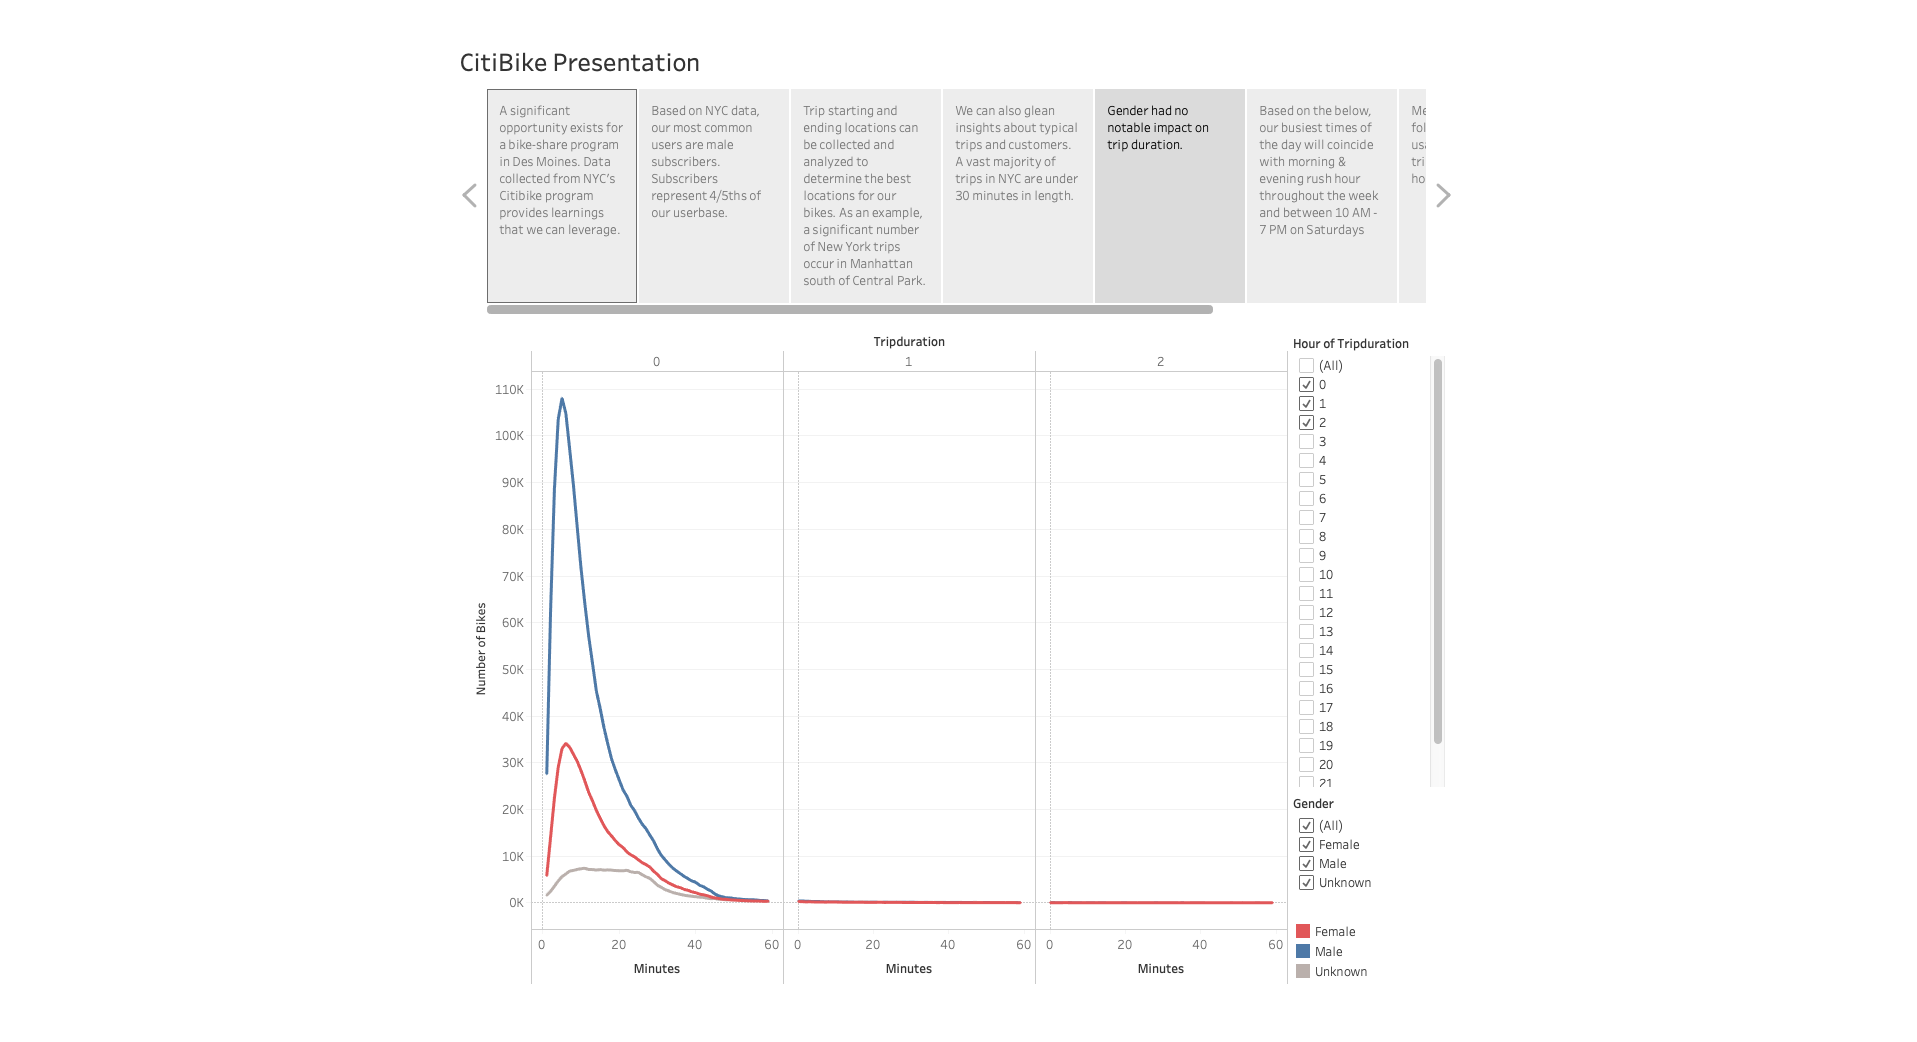 CitiBike Presentation
A significant
opportunity exists for
a bike-share program
in Des Moines. Data
collected from NYC's
Citibike program
provides learnings
that we can leverage.
Based on NYC data,
our most common
users are male
subscribers.
Subscribers
represent 4/5ths of
our userbase.
Trip starting and
ending locations can
be collected and
analyzed to
determine the best
locations for our
bikes. As an example,
a significant number
of New York trips
occur in Manhattan
south of Central Park.
We can also glean
insights about typical
trips and customers.
A vast majority of
trips in NYC are under
30 minutes in length.
Gender had no
notable impact on
trip duration.
Based on the below,
our busiest times of
the day will coincide
with morning &
evening rush hour
throughout the week
and between 10 AM -
7 PM on Saturdays
Tripduration
0 1 2
110K
100K
90K
80K
70K
60K
50K
40K
30K
20K
10K
0K
Number of Bikes
0 20 40 60 0 20 40 60 0 20 40 60
Minutes Minutes Minutes
Hour of Tripduration
(All)
0
1
2
3
4
5
6
7
8
9
10
11
12
13
14
15
16
17
18
19
20
21
Gender
(All)
Female
Male
Unknown
Female
Male
Unknown